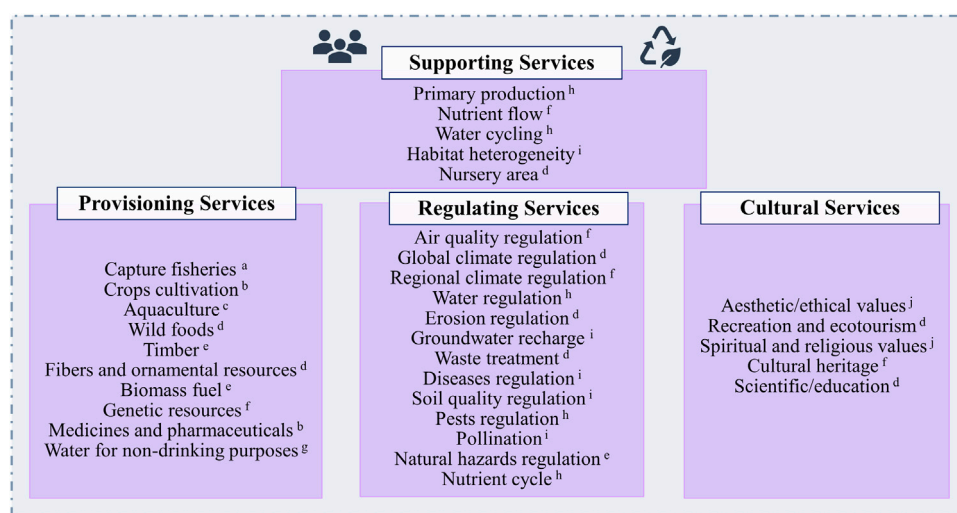 Supporting Services
Primary production h
Nutrient flow f
Water cycling h
Habitat heterogeneity i
Nursery area d
Provisioning Services
Capture fisheries a
Crops cultivation b
Aquaculture c
Wild foods d
Timber e
Fibers and ornamental resources d
Biomass fuel e
Genetic resources f
Medicines and pharmaceuticals b
Water for non-drinking purposes g
Regulating Services
Air quality regulation f
Global climate regulation d
Regional climate regulation f
Water regulation h
Erosion regulation d
Groundwater recharge i
Waste treatment d
Diseases regulation i
Soil quality regulation i
Pests regulation h
Pollination i
Natural hazards regulation e
Nutrient cycle h
Cultural Services
Aesthetic/ethical values j
Recreation and ecotourism d
Spiritual and religious values j
Cultural heritage f
Scientific/education d